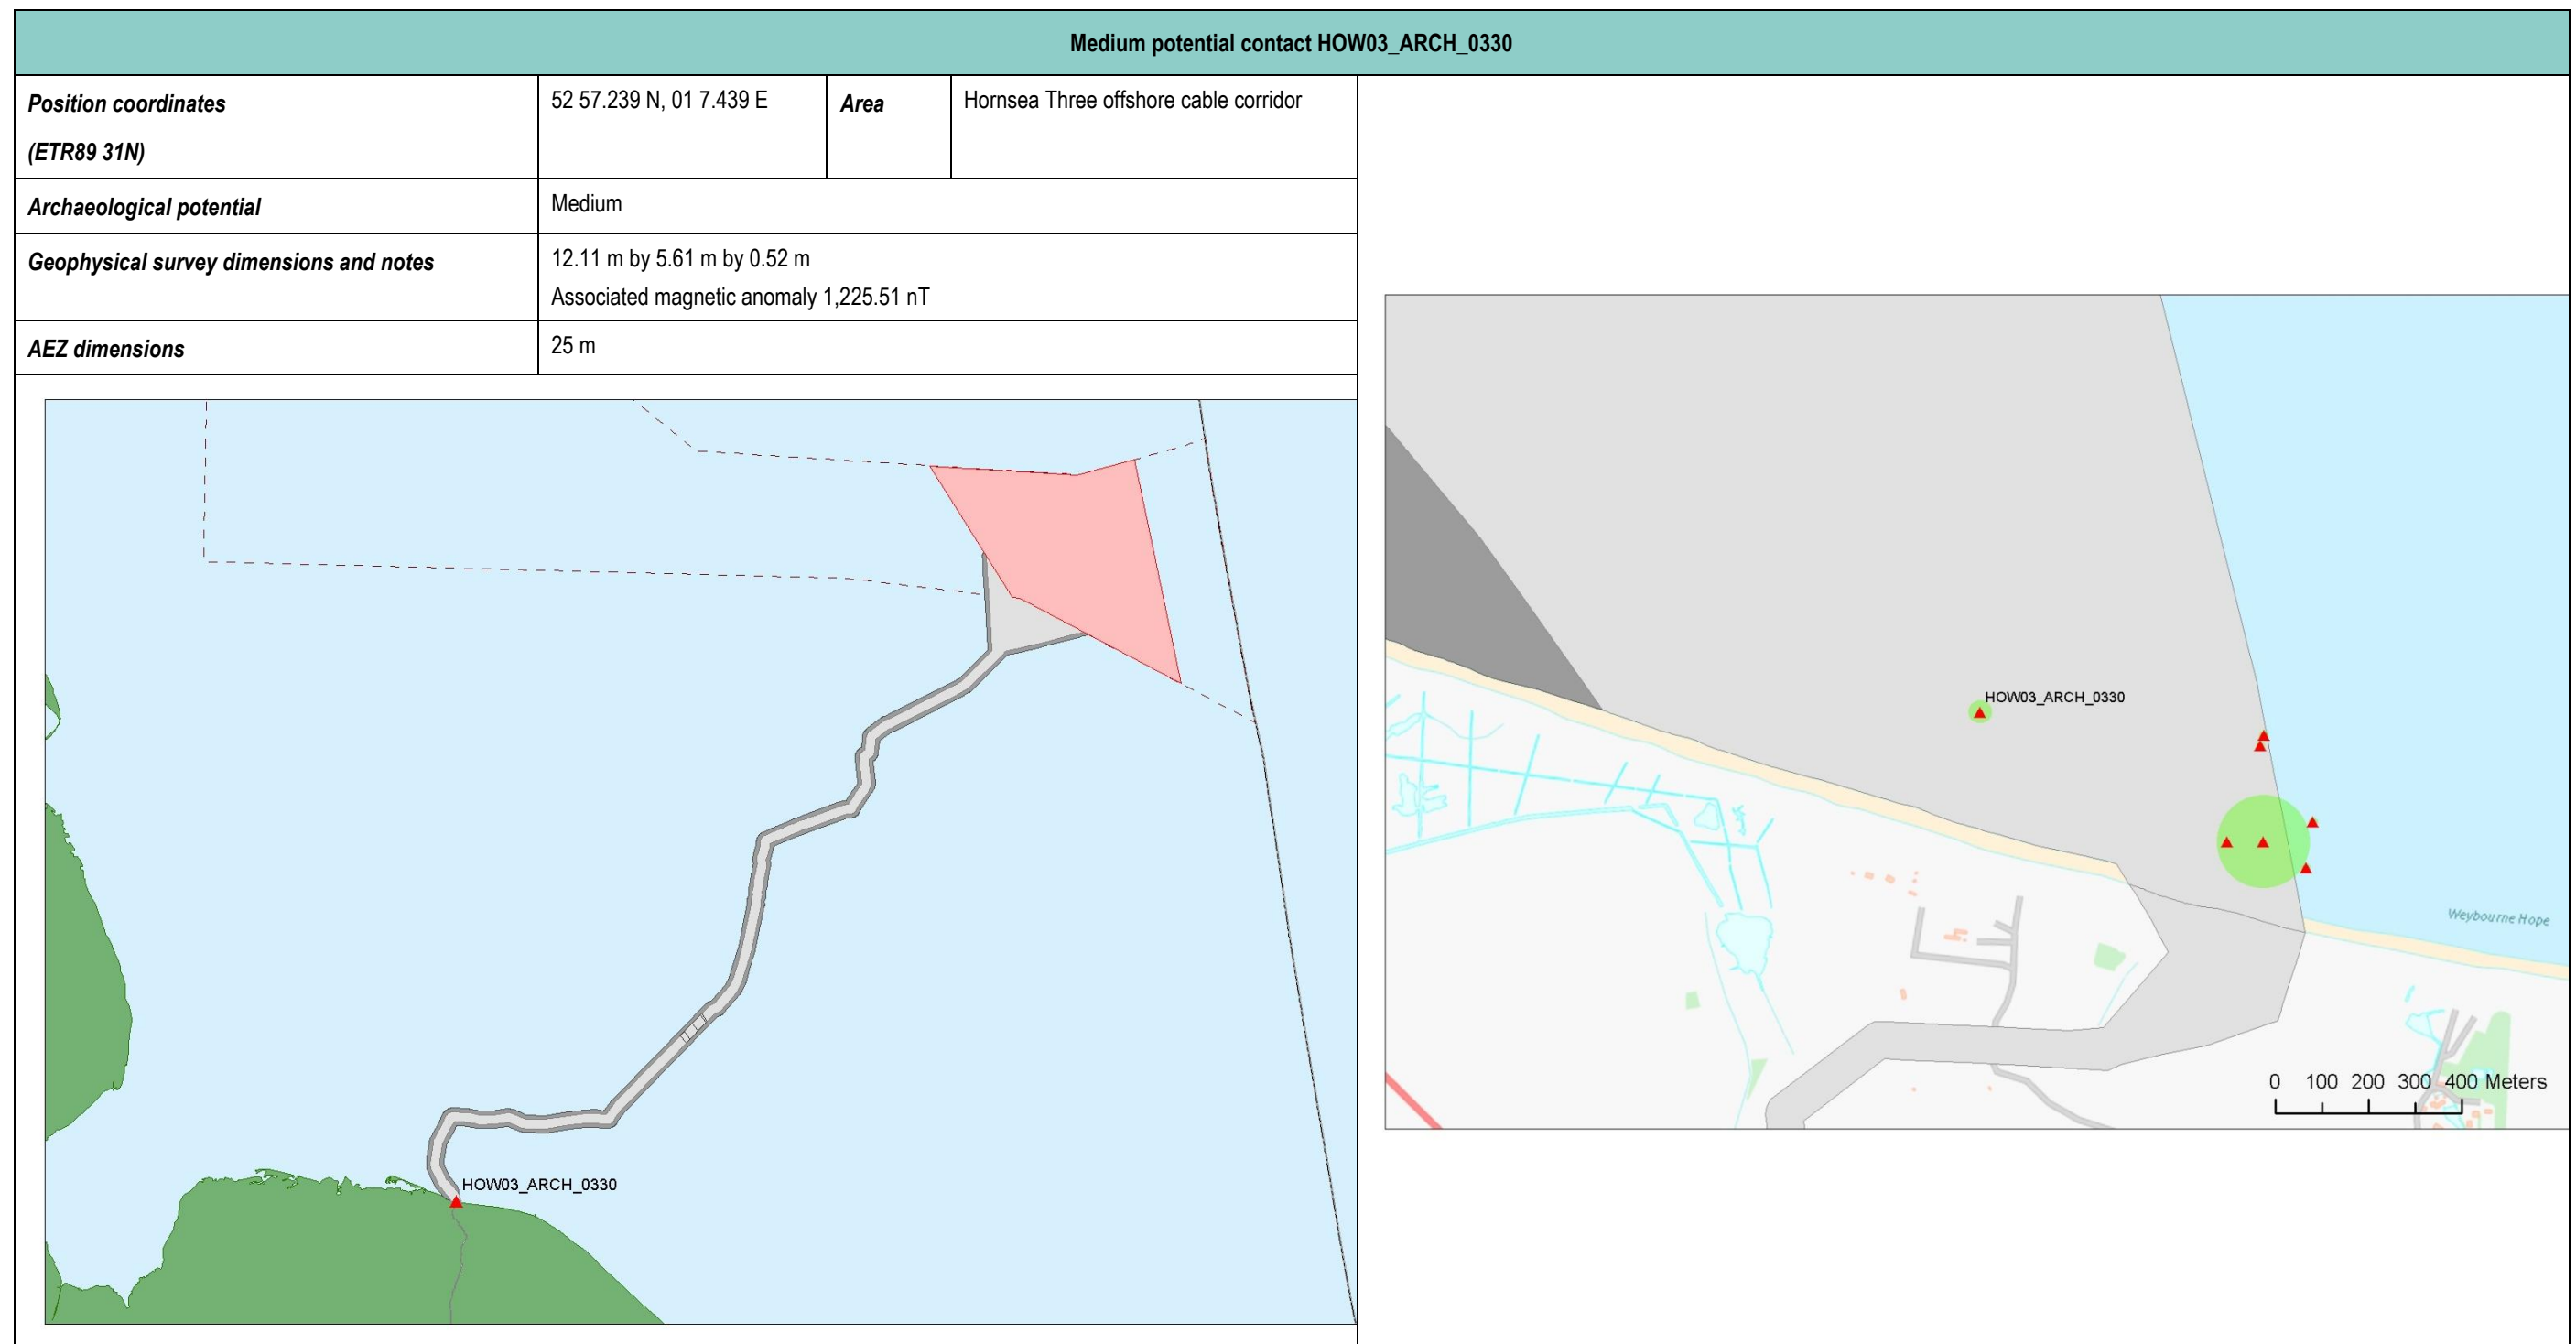 Medium potential contact HOW03_ARCH_0330
Position coordinates
(ETR89 31N)
52 57.239 N, 01 7.439 E
Area
Hornsea Three offshore cable corridor
Archaeological potential
Medium
Geophysical survey dimensions and notes
12.11 m by 5.61 m by 0.52 m
Associated magnetic anomaly 1,225.51 nT
AEZ dimensions
25 m
HOW03_ARCH_0330
HOW03_ARCH_0330
Weybourne Hope
0 100 200 300 400 Meters